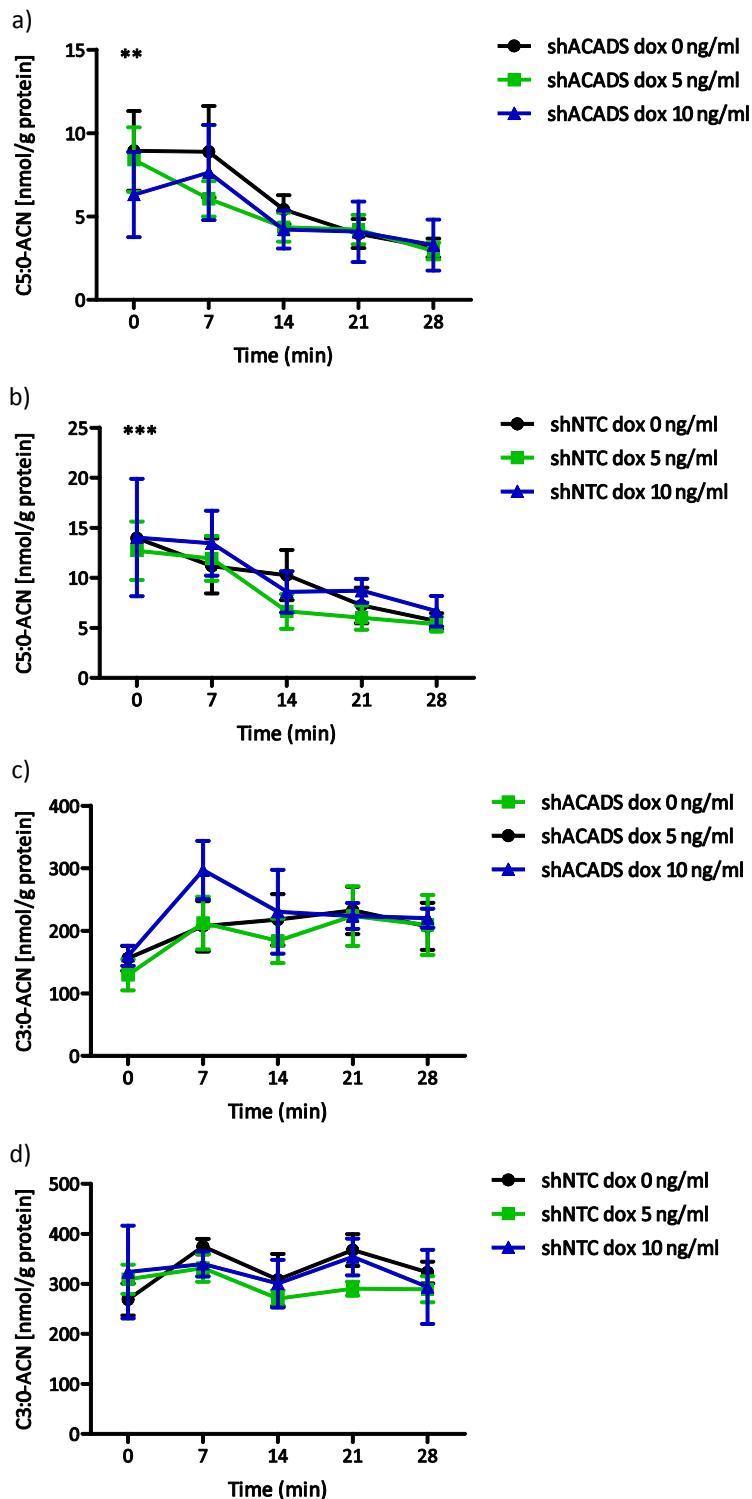 a)
shACADS dox 0 ng/ml
shACADS dox 5 ng/ml
shACADS dox 10 ng/ml
**
C5:0-ACN [nmol/g protein]
15
10
5
0
0 7 14 21 28
Time (min)
b)
shNTC dox 0 ng/ml
shNTC dox 5 ng/ml
shNTC dox 10 ng/ml
***
C5:0-ACN [nmol/g protein]
25
20
15
10
5
0
0 7 14 21 28
Time (min)
c)
shACADS dox 0 ng/ml
shACADS dox 5 ng/ml
shACADS dox 10 ng/ml
C3:0-ACN [nmol/g protein]
400
300
200
100
0
0 7 14 21 28
Time (min)
d)
shNTC dox 0 ng/ml
shNTC dox 5 ng/ml
shNTC dox 10 ng/ml
C3:0-ACN [nmol/g protein]
500
400
300
200
100
0
0 7 14 21 28
Time (min)